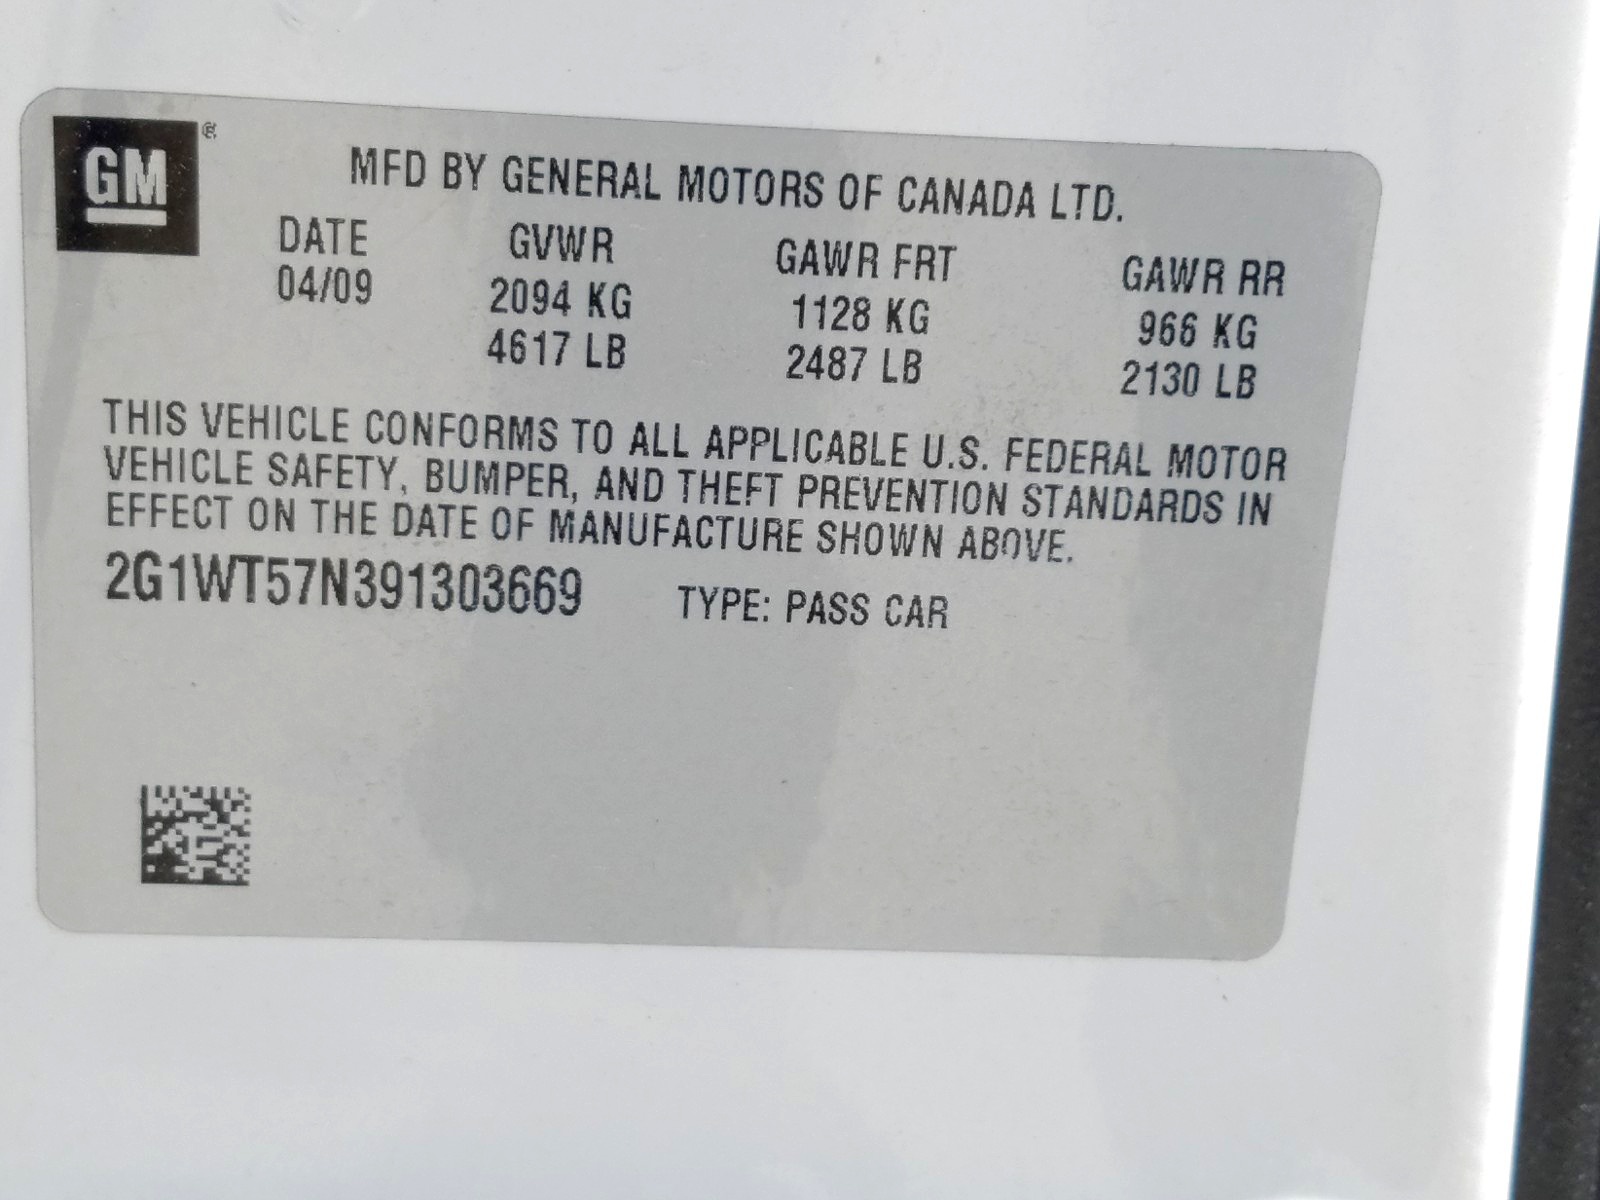 GM®
MFD BY GENERAL MOTORS OF CANADA LTD.
DATE GVWR GAWR FRT GAWR RR
04/09 2094 KG 1128 KG 966 KG
4617 LB 2487 LB 2130 LB
THIS VEHICLE CONFORMS TO ALL APPLICABLE U.S. FEDERAL MOTOR
VEHICLE SAFETY, BUMPER, AND THEFT PREVENTION STANDARDS IN
EFFECT ON THE DATE OF MANUFACTURE SHOWN ABOVE.
2G1WT57N391303669 TYPE: PASS CAR